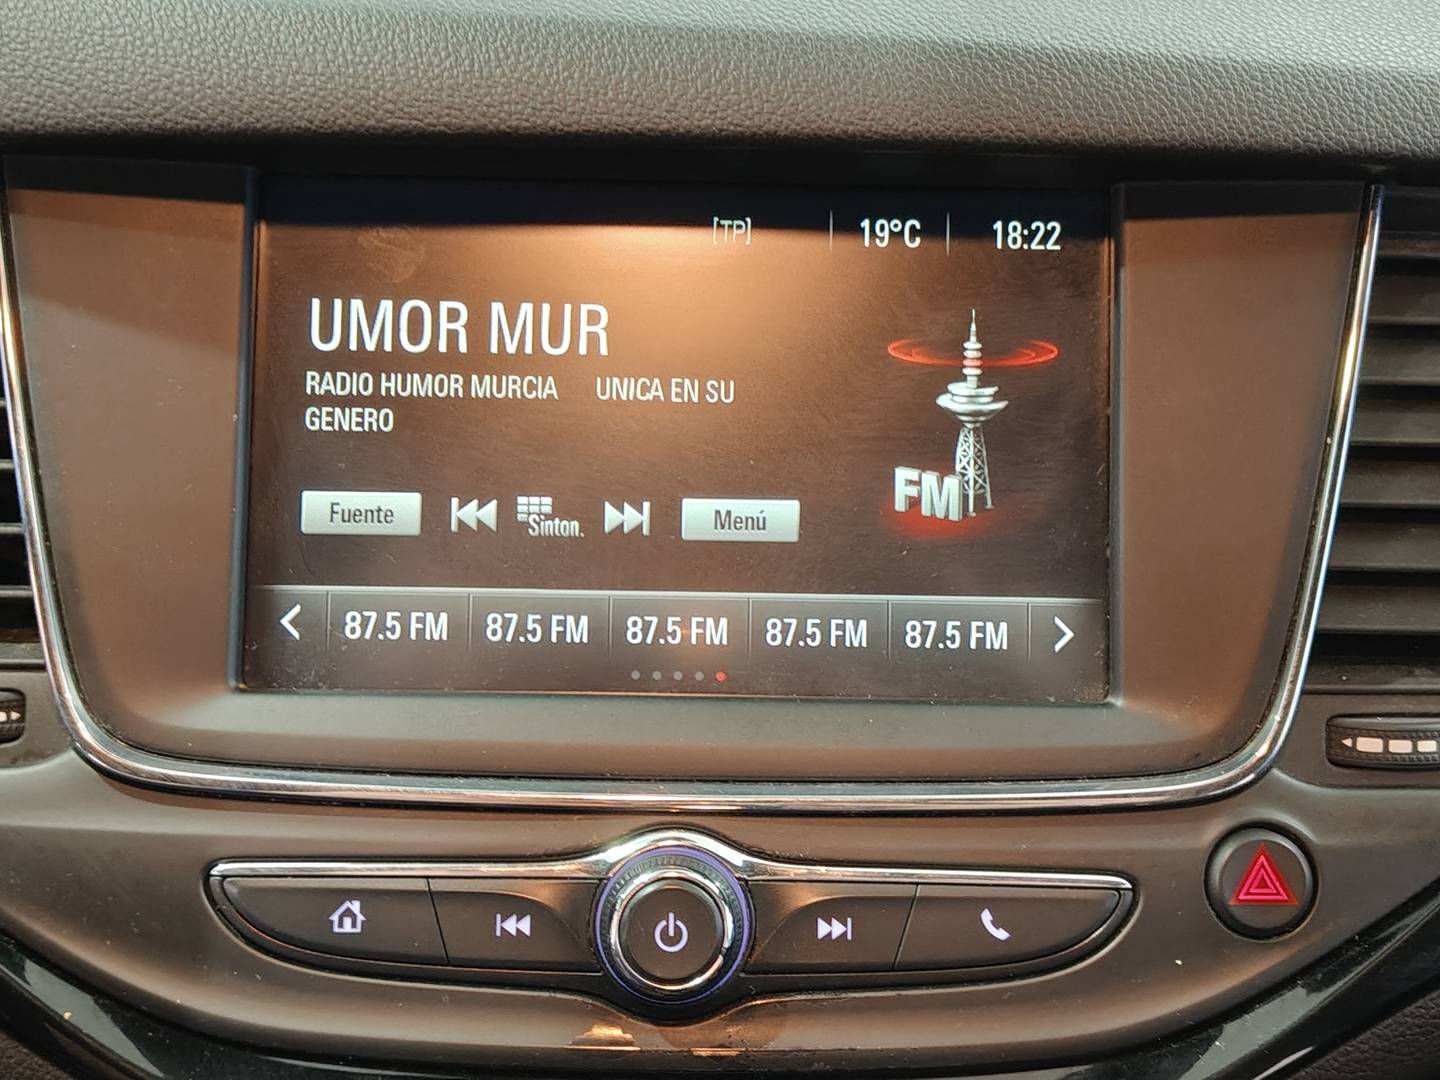 [TP] 19°C 18:22
UMOR MUR
RADIO HUMOR MURCIA UNICA EN SU
GENERO
Fuente Sinton. Menú
FM
87.5 FM 87.5 FM 87.5 FM 87.5 FM 87.5 FM